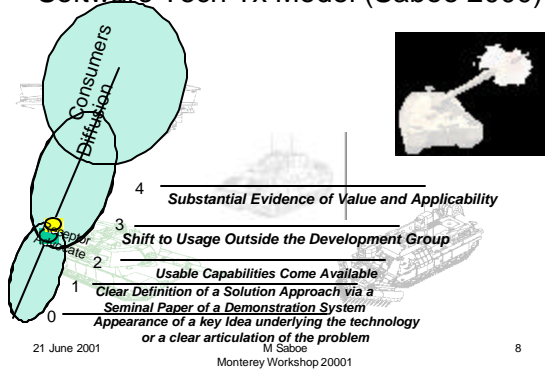 Software Tech Tx Model (Saboe 2000)
Consumers
Diffusion
4
Substantial Evidence of Value and Applicability
Receptor
Advocate
3
Shift to Usage Outside the Development Group
2
Usable Capabilities Come Available
1
Clear Definition of a Solution Approach via a
Seminal Paper of a Demonstration System
0
Appearance of a key Idea underlying the technology
or a clear articulation of the problem
21 June 2001
M Saboe
Monterey Workshop 20001
8